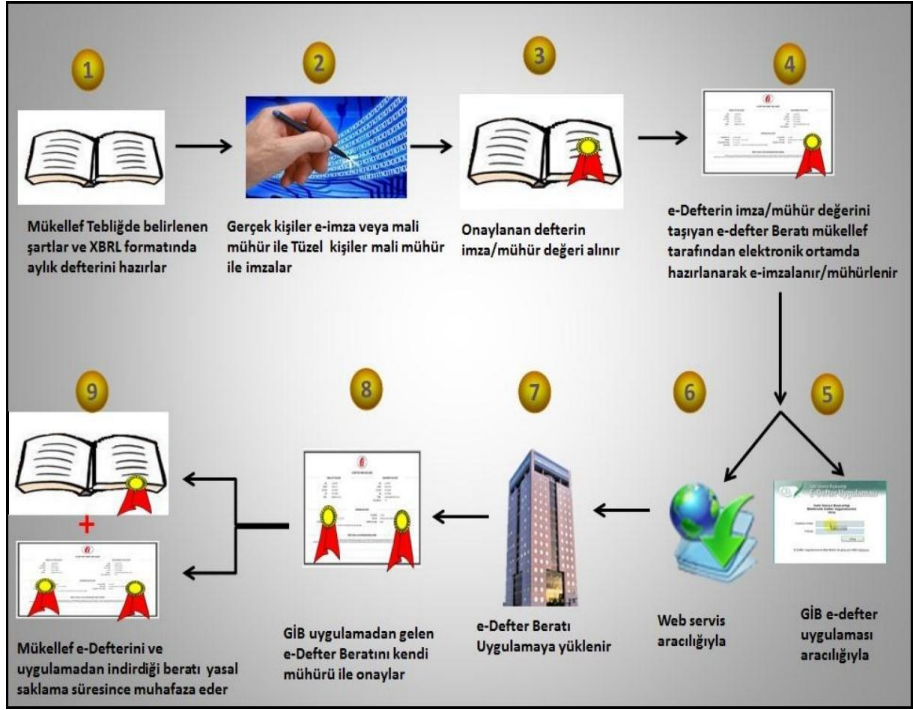 1
2
3
4
Mükellef Tebliğde belirlenen
şartlar ve XBRL formatında
aylık defterini hazırlar
Gerçek kişiler e-imza veya mali
mühür ile Tüzel kişiler mali mühür
ile imzalar
Onaylanan defterin
imza/mühür değeri alınır
e-Defterin imza/mühür değerini
taşıyan e-defter Beratı mükellef
tarafından elektronik ortamda
hazırlanarak e-imzalanır/mühürlenir
9
8
7
6
5
e-Defter Uygulaması
+
Mükellef e-Defterini ve
uygulamadan indirdiği beratı yasal
saklama süresince muhafaza eder
GİB uygulamadan gelen
e-Defter Beratını kendi
mühürü ile onaylar
e-Defter Beratı
Uygulamaya yüklenir
Web servis
aracılığıyla
GİB e-defter
uygulaması
aracılığıyla